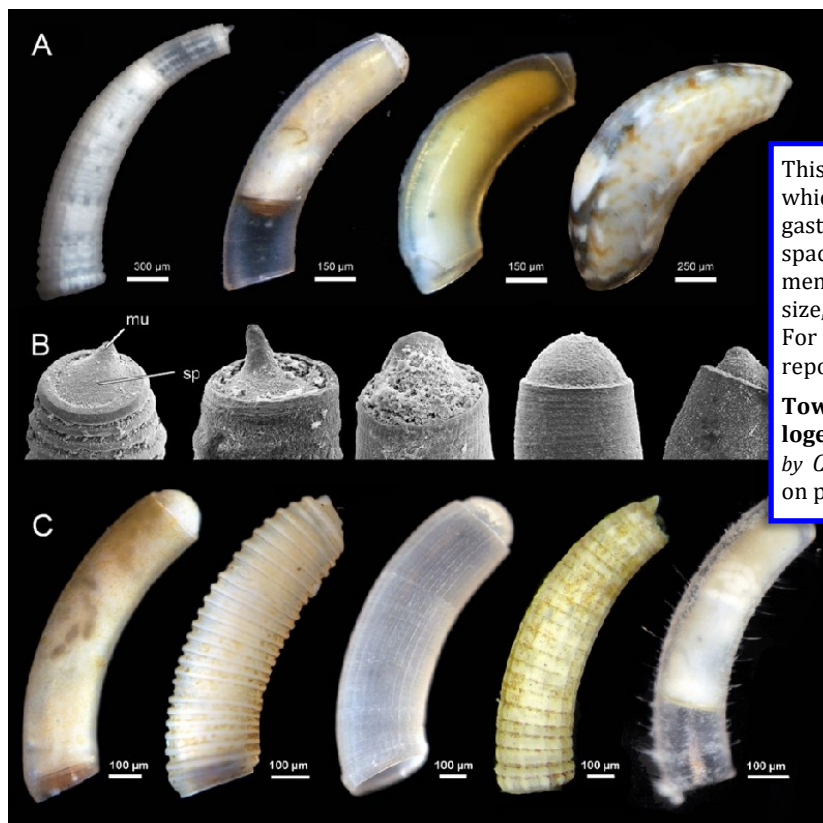 A
300 µm
150 µm
150 µm
250 µm
B
mu
sp
C
100 µm
100 µm
100 µm
100 µm
100 µm
This
which
gast
spac
men
size,
For
repo
Tow
loge
by C
on p